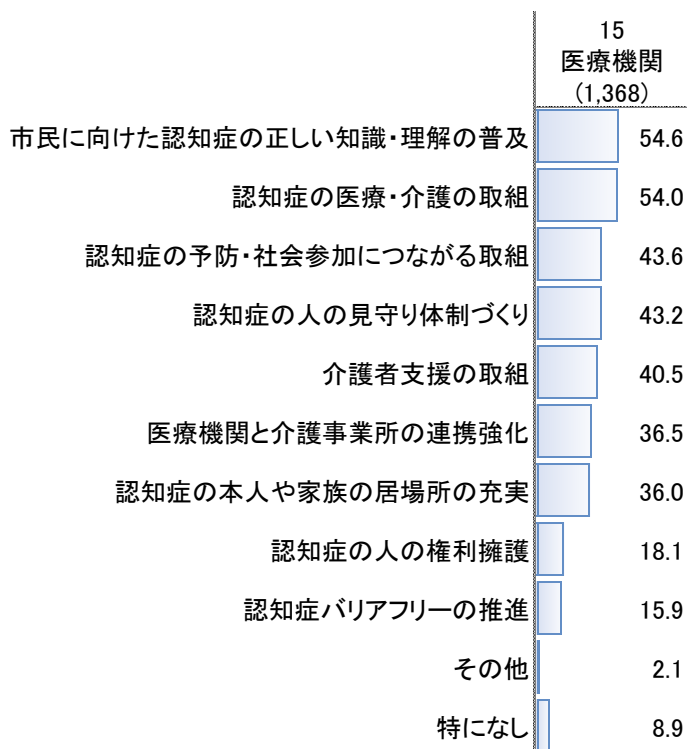 15
医療機関
(1,368)
市民に向けた認知症の正しい知識・理解の普及 54.6
認知症の医療・介護の取組 54.0
認知症の予防・社会参加につながる取組 43.6
認知症の人の見守り体制づくり 43.2
介護者支援の取組 40.5
医療機関と介護事業所の連携強化 36.5
認知症の本人や家族の居場所の充実 36.0
認知症の人の権利擁護 18.1
認知症バリアフリーの推進 15.9
その他 2.1
特になし 8.9